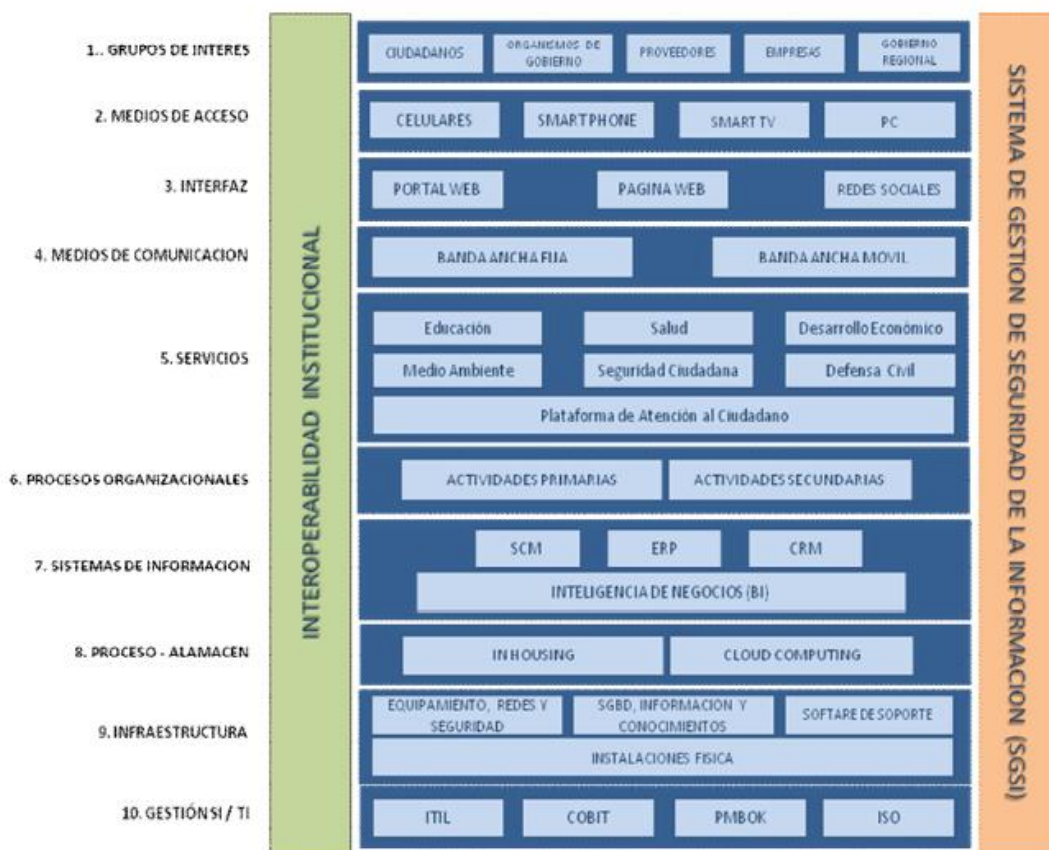 1.. GRUPOS DE INTERES
CIUDADANOS
ORGANISMOS DE
GOBIERNO
PROVEEDORES
EMPRESAS
GOBIERNO
REGIONAL
2. MEDIOS DE ACCESO
CELULARES
SMARTPHONE
SMART TV
PC
3. INTERFAZ
PORTAL WEB
PAGINA WEB
REDES SOCIALES
4. MEDIOS DE COMUNICACION
BANDA ANCHA FIJA
BANDA ANCHA MOVIL
5. SERVICIOS
Educación
Salud
Desarrollo Económico
Medio Ambiente
Seguridad Ciudadana
Defensa Civil
Plataforma de Atención al Ciudadano
6. PROCESOS ORGANIZACIONALES
ACTIVIDADES PRIMARIAS
ACTIVIDADES SECUNDARIAS
7. SISTEMAS DE INFORMACION
SCM
ERP
CRM
INTELIGENCIA DE NEGOCIOS (BI)
8. PROCESO - ALAMACEN
IN HOUSING
CLOUD COMPUTING
9. INFRAESTRUCTURA
EQUIPAMIENTO, REDES Y
SEGURIDAD
SGBD, INFORMACION Y
CONOCIMIENTOS
SOFTARE DE SOPORTE
INSTALACIONES FISICA
10. GESTIÓN SI / TI
ITIL
COBIT
PMBOK
ISO
INTEROPERABILIDAD INSTITUCIONAL
SISTEMA DE GESTION DE SEGURIDAD DE LA INFORMACION (SGSI)